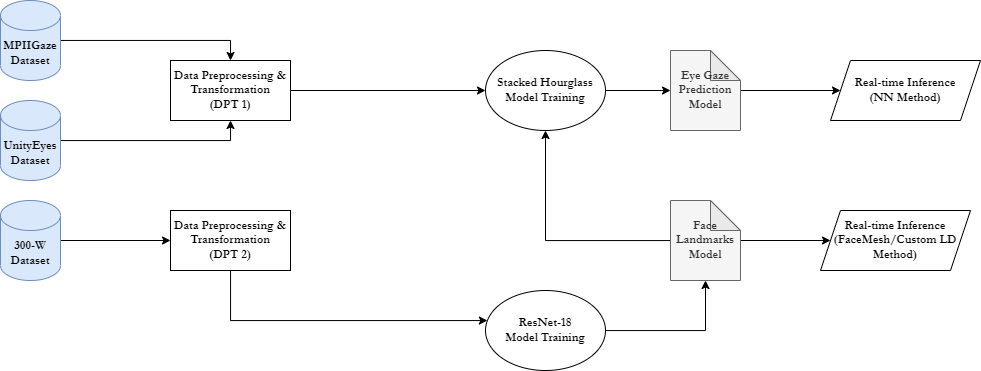 MPIIGaze
Dataset
Data Preprocessing &
Transformation
(DPT 1)
Stacked Hourglass
Model Training
Eye Gaze
Prediction
Model
Real-time Inference
(NN Method)
UnityEyes
Dataset
300-W
Dataset
Data Preprocessing &
Transformation
(DPT 2)
Face
Landmarks
Model
Real-time Inference
(FaceMesh/Custom LD
Method)
ResNet-18
Model Training